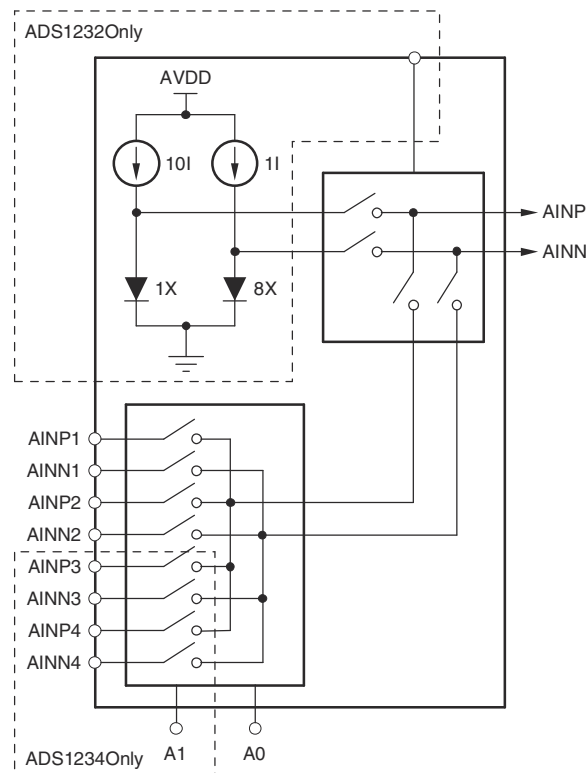 ADS1232Only
AVDD
10I
1I
1X
8X
AINP
AINN
AINP1
AINN1
AINP2
AINN2
AINP3
AINN3
AINP4
AINN4
ADS1234Only
A1
A0